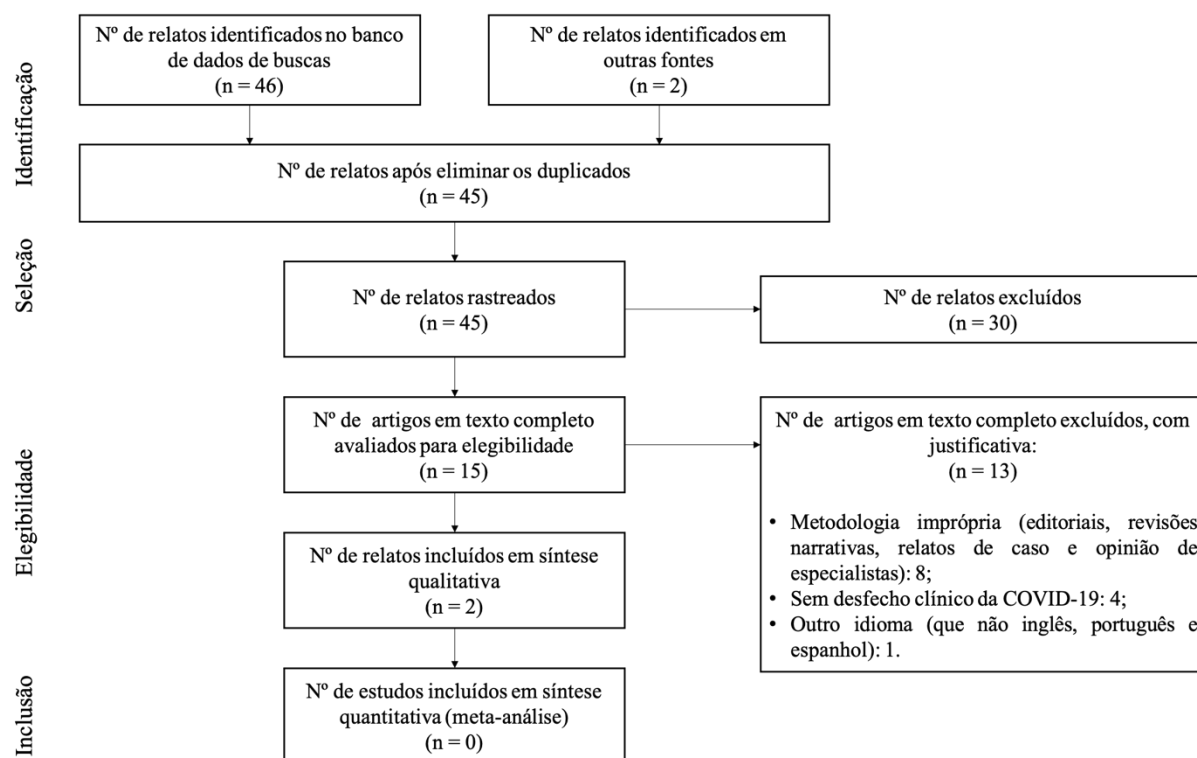 Identificação
Nº de relatos identificados no banco
de dados de buscas
(n = 46)
Nº de relatos identificados em
outras fontes
(n = 2)
Nº de relatos após eliminar os duplicados
(n = 45)
Seleção
Nº de relatos rastreados
(n = 45)
Nº de relatos excluídos
(n = 30)
Elegibilidade
Nº de artigos em texto completo
avaliados para elegibilidade
(n = 15)
Nº de artigos em texto completo excluídos, com
justificativa:
(n = 13)
• Metodologia imprópria (editoriais, revisões
narrativas, relatos de caso e opinião de
especialistas): 8;
• Sem desfecho clínico da COVID-19: 4;
• Outro idioma (que não inglês, português e
espanhol): 1.
Nº de relatos incluídos em síntese
qualitativa
(n = 2)
Inclusão
Nº de estudos incluídos em síntese
quantitativa (meta-análise)
(n = 0)